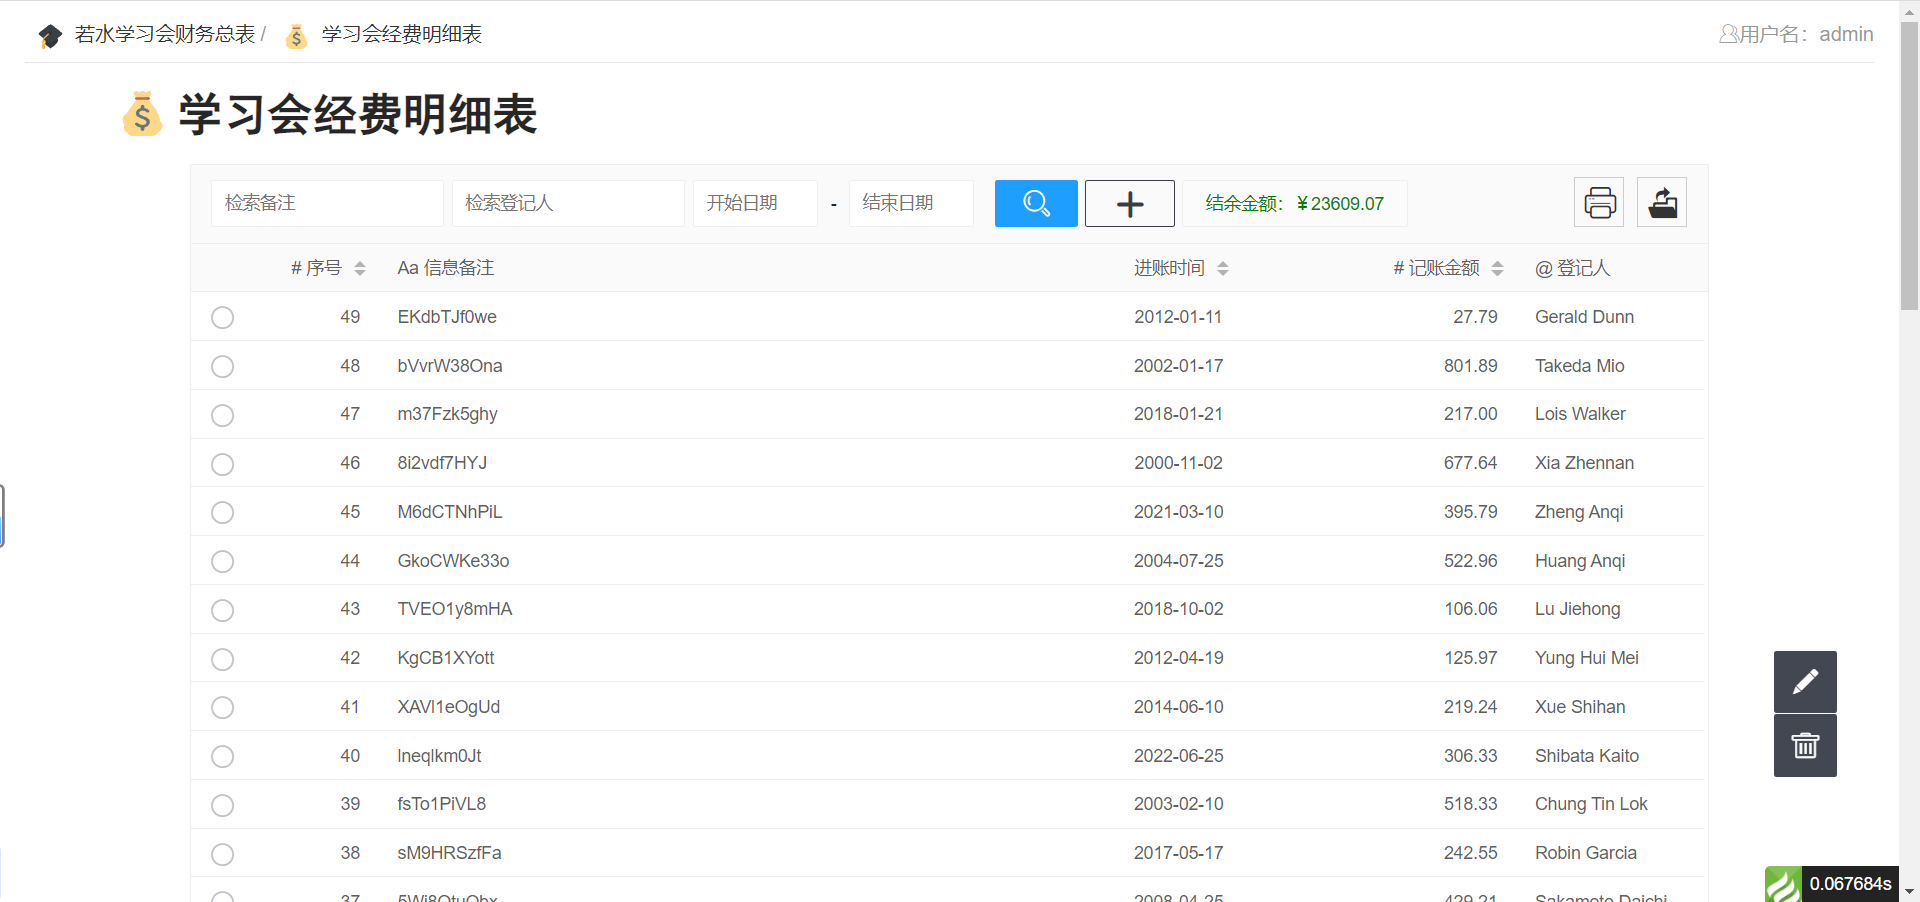 若水学习会财务总表 / 学习会经费明细表 用户名：admin
学习会经费明细表
检索备注 检索登记人 开始日期 - 结束日期 结余金额：￥23609.07
# 序号 Aa 信息备注 进账时间 # 记账金额 @ 登记人
49 EKdbTJf0we 2012-01-11 27.79 Gerald Dunn
48 bVvrW38Ona 2002-01-17 801.89 Takeda Mio
47 m37Fzk5ghy 2018-01-21 217.00 Lois Walker
46 8i2vdf7HYJ 2000-11-02 677.64 Xia Zhennan
45 M6dCTNhPiL 2021-03-10 395.79 Zheng Anqi
44 GkoCWKe33o 2004-07-25 522.96 Huang Anqi
43 TVEO1y8mHA 2018-10-02 106.06 Lu Jiehong
42 KgCB1XYott 2012-04-19 125.97 Yung Hui Mei
41 XAVl1eOgUd 2014-06-10 219.24 Xue Shihan
40 lneqlkm0Jt 2022-06-25 306.33 Shibata Kaito
39 fsTo1PiVL8 2003-02-10 518.33 Chung Tin Lok
38 sM9HRSzfFa 2017-05-17 242.55 Robin Garcia
37 2008-04-25 429.21 Sakamoto Daichi
0.067684s